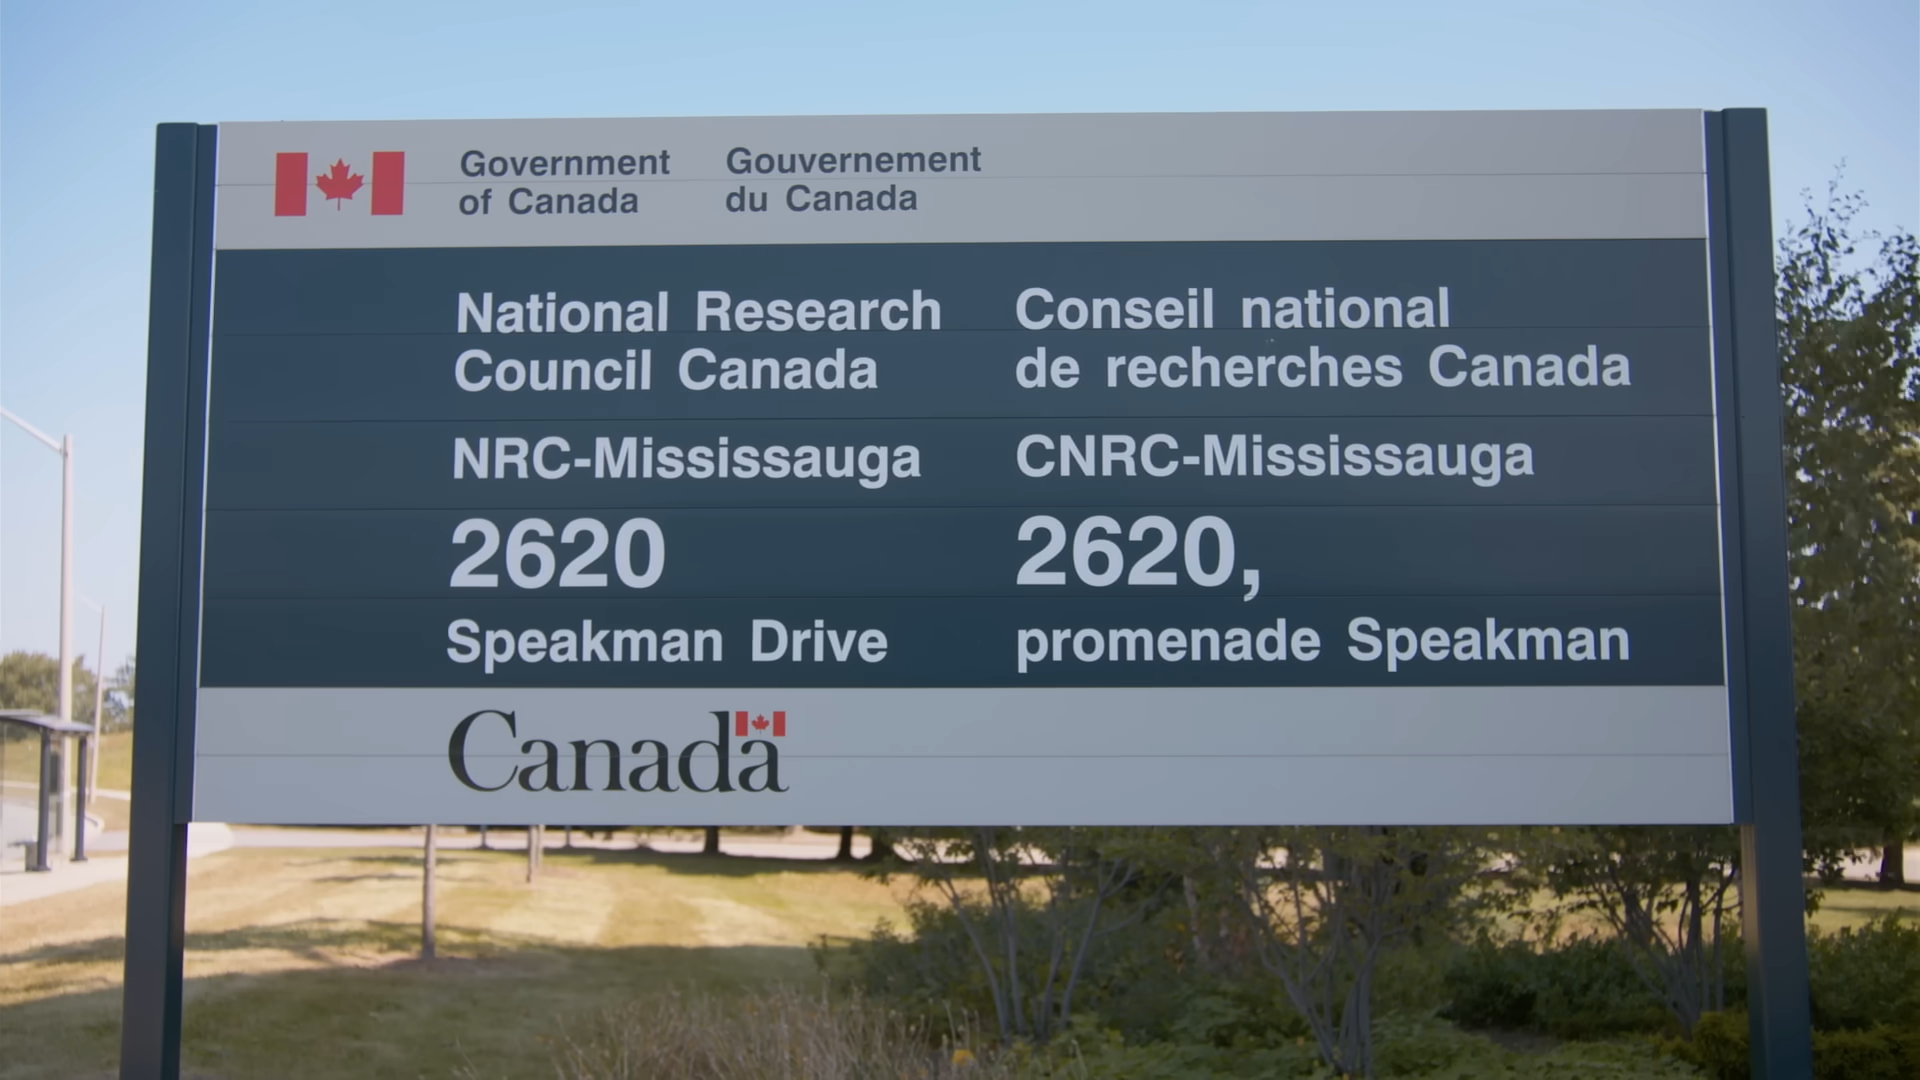 Government
of Canada
Gouvernement
du Canada
National Research
Council Canada
Conseil national
de recherches Canada
NRC-Mississauga
CNRC-Mississauga
2620
Speakman Drive
2620,
promenade Speakman
Canada